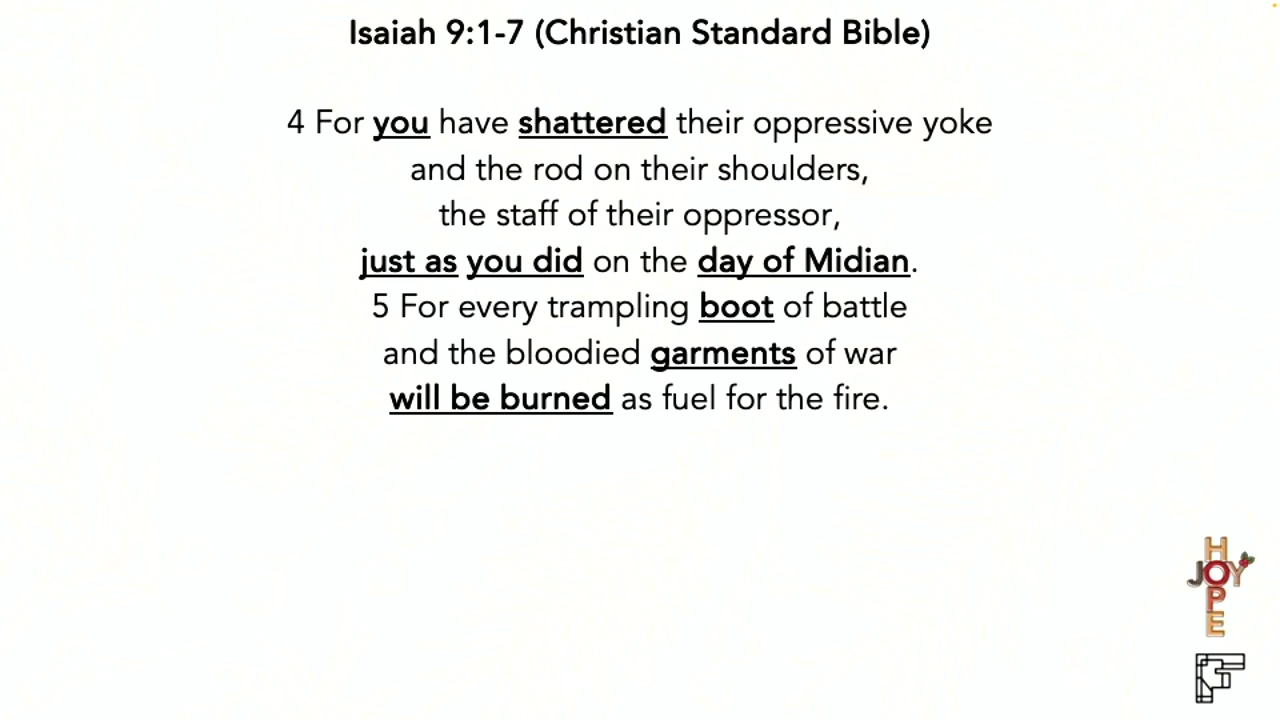 Isaiah 9:1-7 (Christian Standard Bible)
4 For you have shattered their oppressive yoke
and the rod on their shoulders,
the staff of their oppressor,
just as you did on the day of Midian.
5 For every trampling boot of battle
and the bloodied garments of war
will be burned as fuel for the fire.
HOPE
JOY